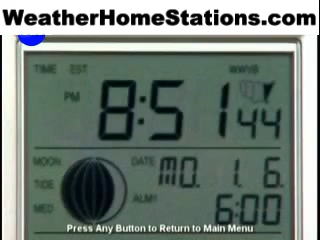 WeatherHomeStations.com
TIME EST WWVB
PM 8:51 44
MOON DATE MO. 1. 6.
TIDE
MED ALM1 6:00
Press Any Button to Return to Main Menu